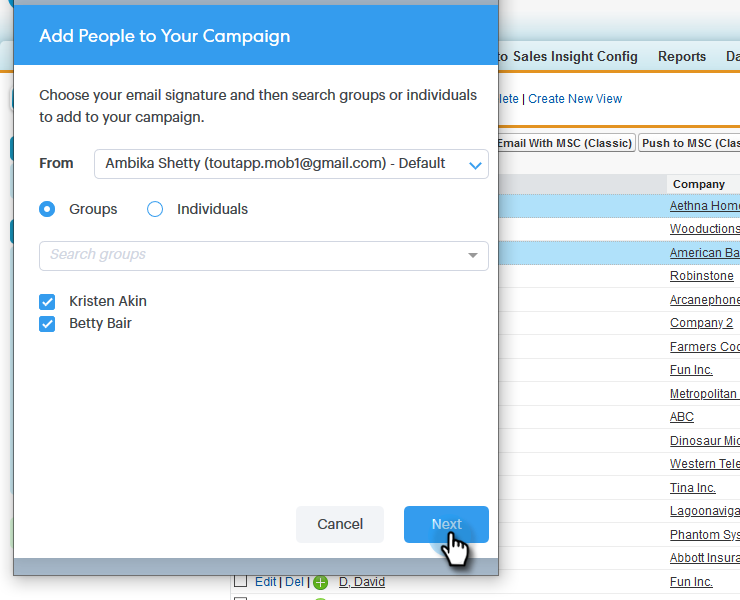 Add People to Your Campaign
Choose your email signature and then search groups or individuals
to add to your campaign.
From Ambika Shetty (toutapp.mob1@gmail.com) - Default
Groups Individuals
Search groups
Kristen Akin
Betty Bair
Cancel Next
to Sales Insight Config Reports Da
lete | Create New View
Email With MSC (Classic) Push to MSC (Clas
Company
Aethna Home
Wooductions
American Ba
Robinstone
Arcanephone
Company 2
Farmers Coo
Fun Inc.
Metropolitan
ABC
Dinosaur Mic
Western Tele
Tina Inc.
Lagoonaviga
Phantom Sys
Abbott Insura
Edit | Del | D, David Fun Inc.